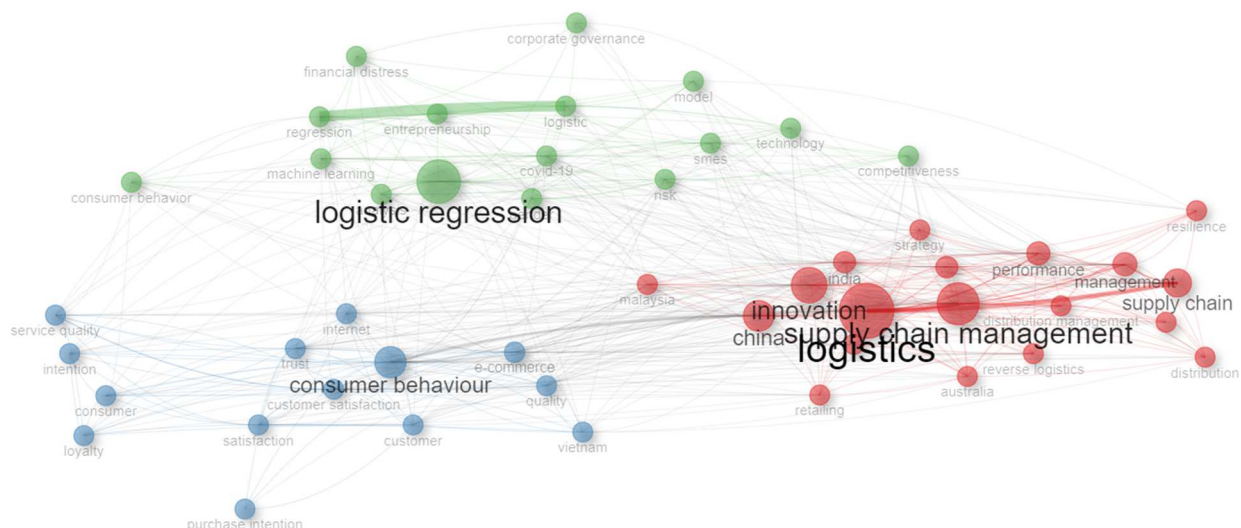 corporate governance
financial distress
model
regression
entrepreneurship
logistic
technology
machine learning
covid-19
smes
competitiveness
consumer behavior
risk
logistic regression
resilience
strategy
performance
india
management
malaysia
supply chain
innovation
distribution management
china
supply chain management
logistics
service quality
internet
intention
trust
e-commerce
reverse logistics
distribution
consumer behaviour
australia
consumer
customer satisfaction
quality
retailing
loyalty
satisfaction
customer
vietnam
purchase intention